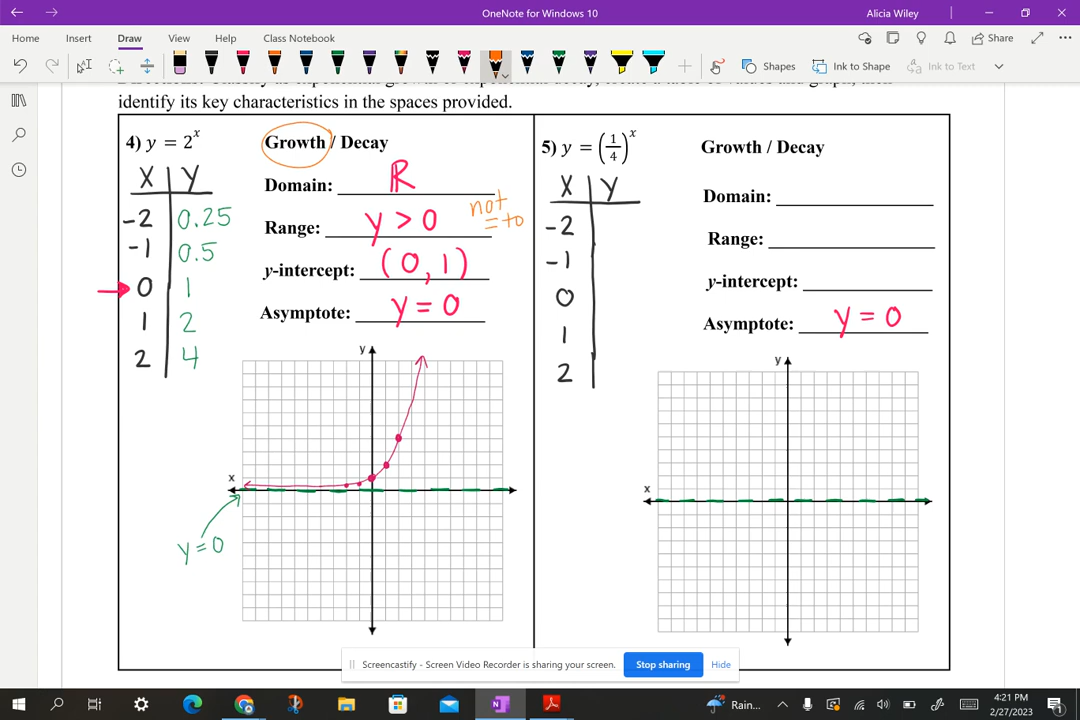 OneNote for Windows 10
Alicia Wiley
Home Insert Draw View Help Class Notebook
Share
Shapes
Ink to Shape
Ink to Text
identify its key characteristics in the spaces provided.
4) y = 2^x
Growth / Decay
X Y
-2 0.25
-1 0.5
0 1
1 2
2 4
Domain: ℝ
Range: y > 0
not
= to
y-intercept: (0, 1)
Asymptote: y = 0
y
x
y = 0
5) y = (1/4)^x
Growth / Decay
X Y
-2
-1
0
1
2
Domain:
Range:
y-intercept:
Asymptote: y = 0
y
x
Screencastify - Screen Video Recorder is sharing your screen.
Stop sharing
Hide
Rain...
4:21 PM
2/27/2023